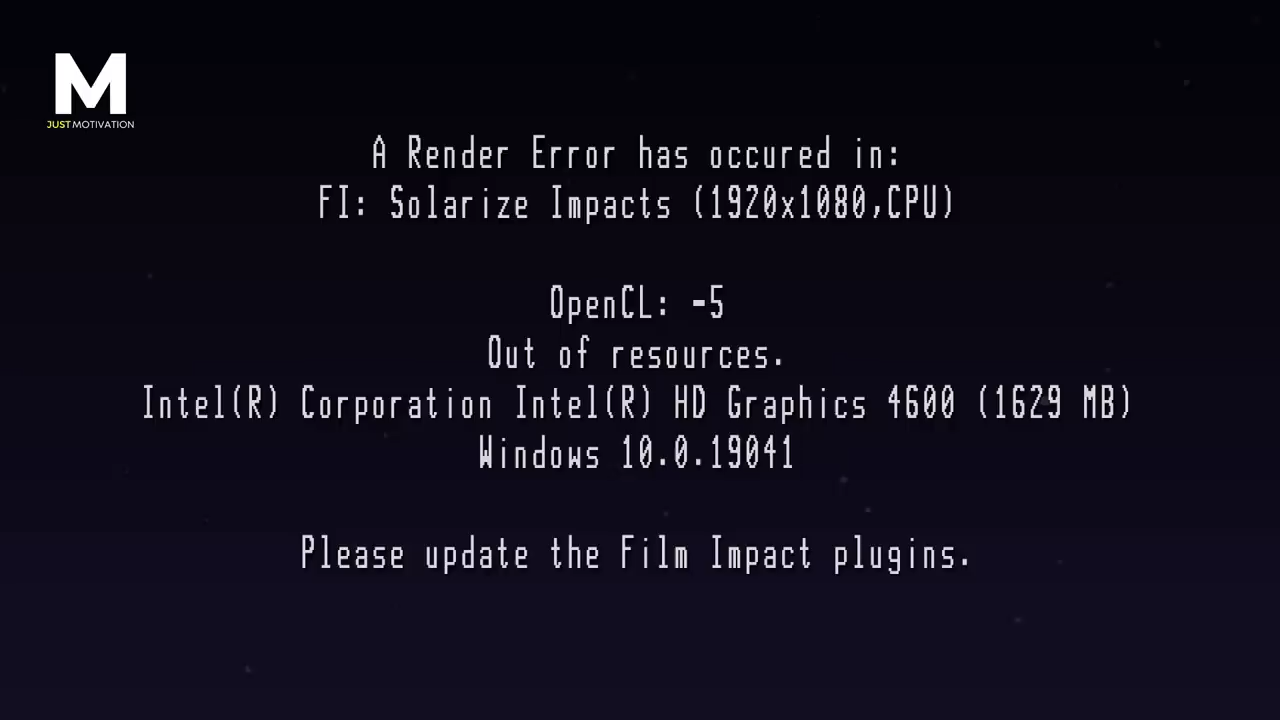 M
JUST MOTIVATION
A Render Error has occured in:
FI: Solarize Impacts (1920x1080,CPU)
OpenCL: -5
Out of resources.
Intel(R) Corporation Intel(R) HD Graphics 4600 (1629 MB)
Windows 10.0.19041
Please update the Film Impact plugins.